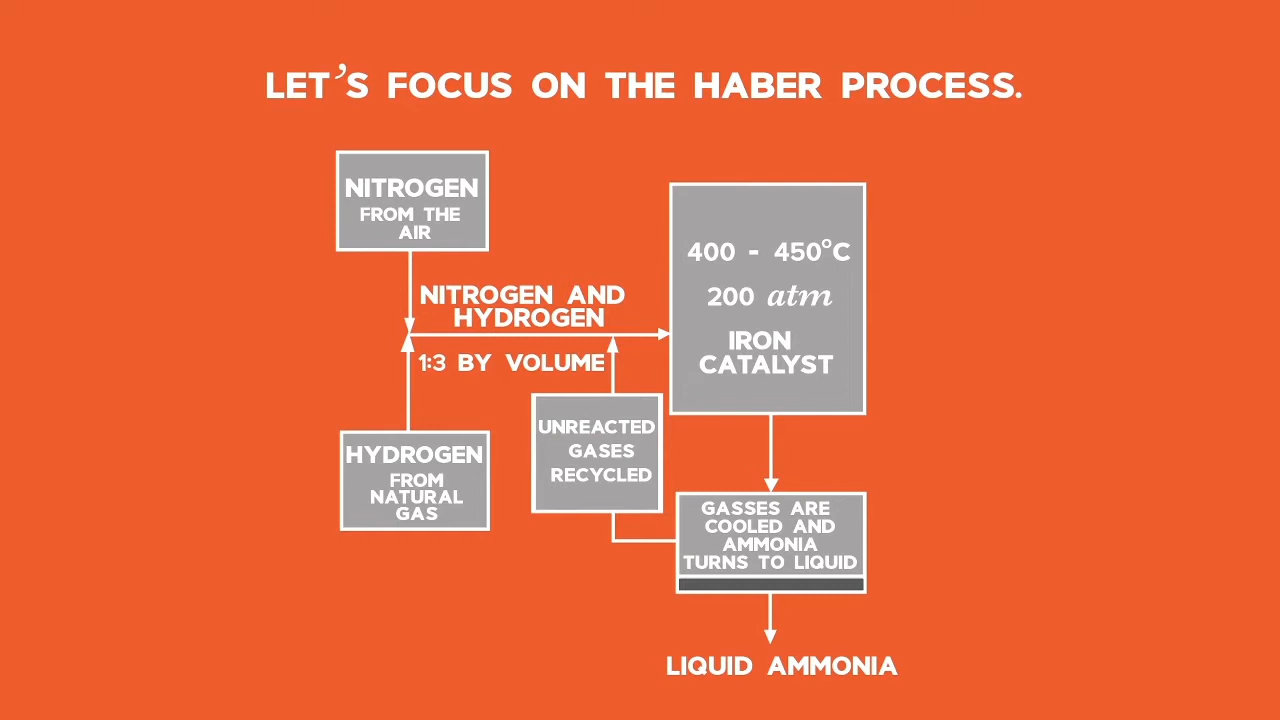 LET'S FOCUS ON THE HABER PROCESS.
NITROGEN
FROM THE
AIR
NITROGEN AND
HYDROGEN
1:3 BY VOLUME
HYDROGEN
FROM
NATURAL
GAS
400 - 450°C
200 atm
IRON
CATALYST
UNREACTED
GASES
RECYCLED
GASSES ARE
COOLED AND
AMMONIA
TURNS TO LIQUID
LIQUID AMMONIA